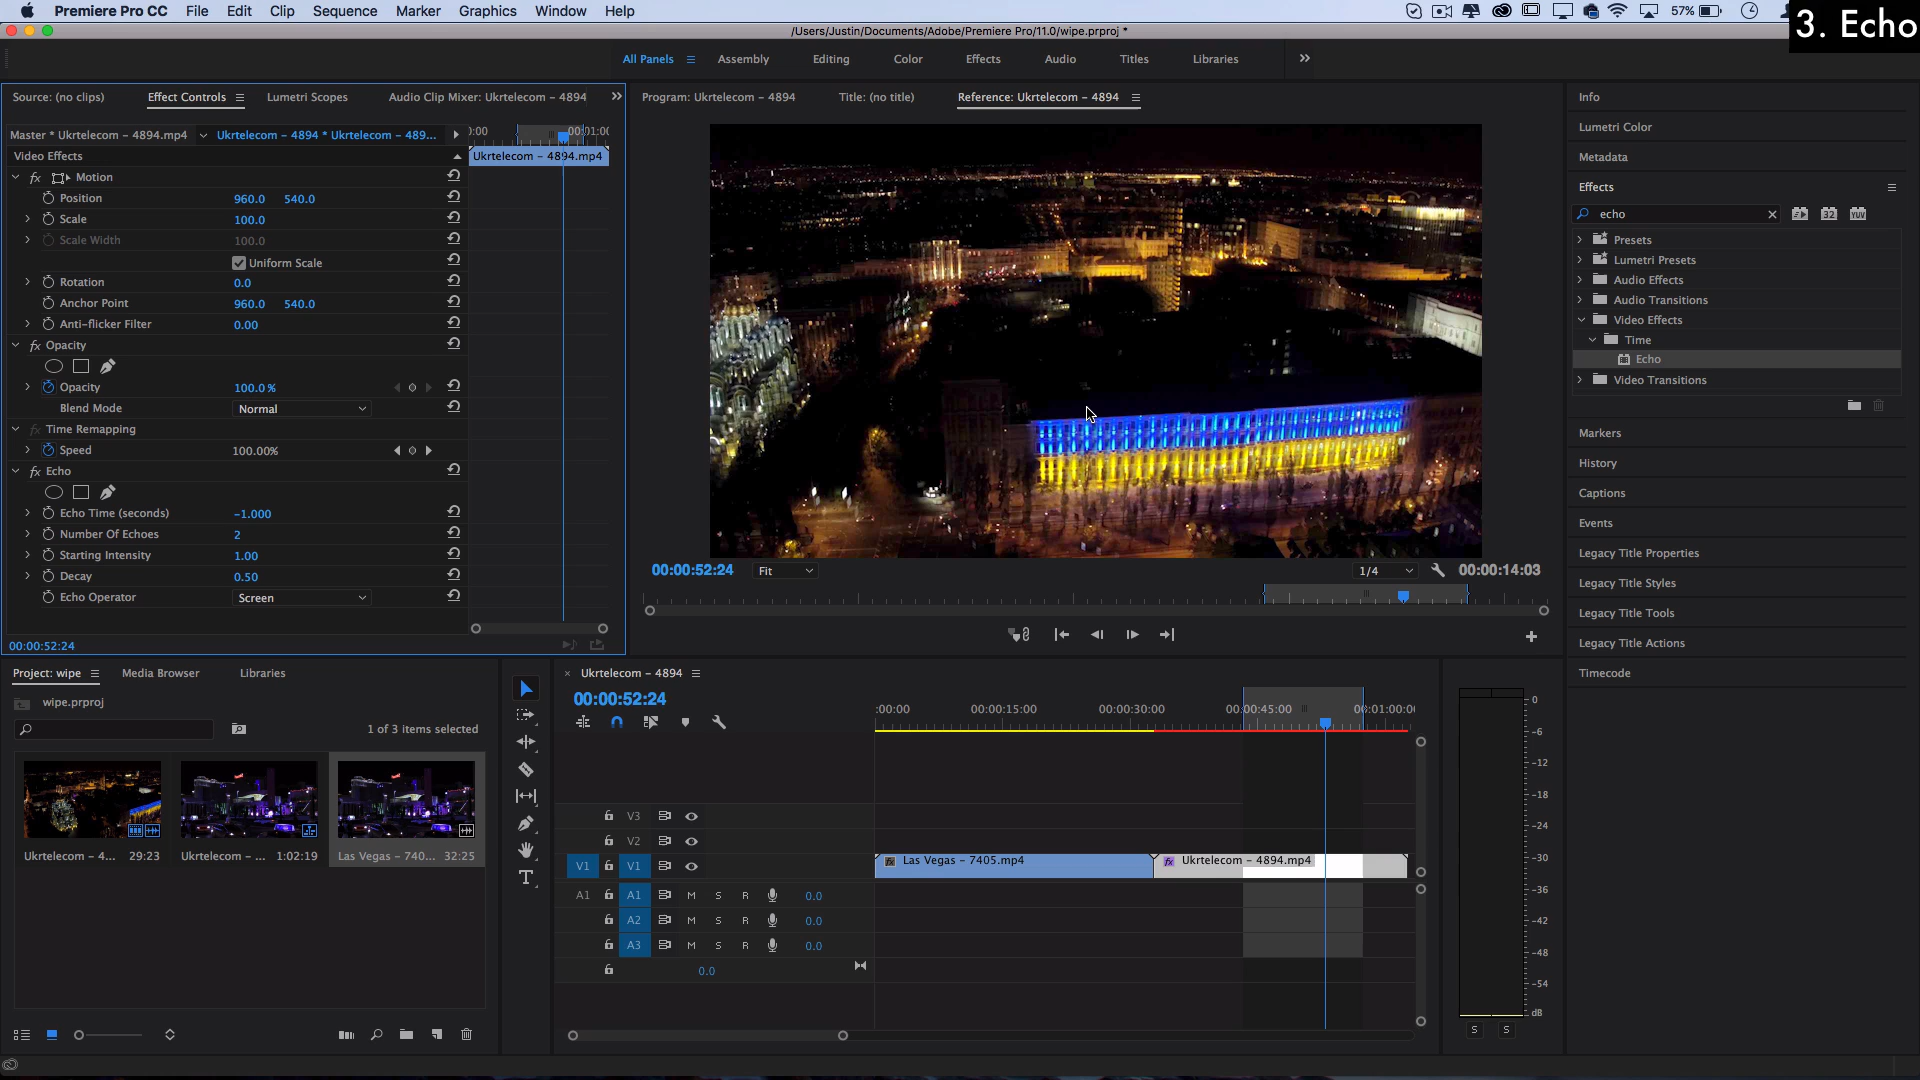 Premiere Pro CC File Edit Clip Sequence Marker Graphics Window Help
57%
3. Echo
/Users/Justin/Documents/Adobe/Premiere Pro/11.0/wipe.prproj *
All Panels Assembly Editing Color Effects Audio Titles Libraries
Source: (no clips) Effect Controls Lumetri Scopes Audio Clip Mixer: Ukrtelecom – 4894
Program: Ukrtelecom – 4894 Title: (no title) Reference: Ukrtelecom – 4894
Master * Ukrtelecom – 4894.mp4 Ukrtelecom – 4894 * Ukrtelecom – 489...
Video Effects
Ukrtelecom – 4894.mp4
Motion
Position 960.0 540.0
Scale 100.0
Scale Width 100.0
Uniform Scale
Rotation 0.0
Anchor Point 960.0 540.0
Anti-flicker Filter 0.00
Opacity
Opacity 100.0 %
Blend Mode Normal
Time Remapping
Speed 100.00%
Echo
Echo Time (seconds) −1.000
Number Of Echoes 2
Starting Intensity 1.00
Decay 0.50
Echo Operator Screen
00:00:52:24
00:00:52:24 Fit 1/4 00:00:14:03
Info
Lumetri Color
Metadata
Effects
echo
32
YUV
Presets
Lumetri Presets
Audio Effects
Audio Transitions
Video Effects
Time
Echo
Video Transitions
Markers
History
Captions
Events
Legacy Title Properties
Legacy Title Styles
Legacy Title Tools
Legacy Title Actions
Timecode
Project: wipe Media Browser Libraries
wipe.prproj
1 of 3 items selected
Ukrtelecom – 4... 29:23
Ukrtelecom – ... 1:02:19
Las Vegas – 740... 32:25
Ukrtelecom – 4894
00:00:52:24
:00:00 00:00:15:00 00:00:30:00 00:00:45:00
V3
V2
V1 V1
Las Vegas – 7405.mp4 Ukrtelecom – 4894.mp4
A1 A1 M S R 0.0
A2 M S R 0.0
A3 M S R 0.0
0.0
0
-6
-12
-18
-24
-30
-36
-42
-48
-54
dB
S S